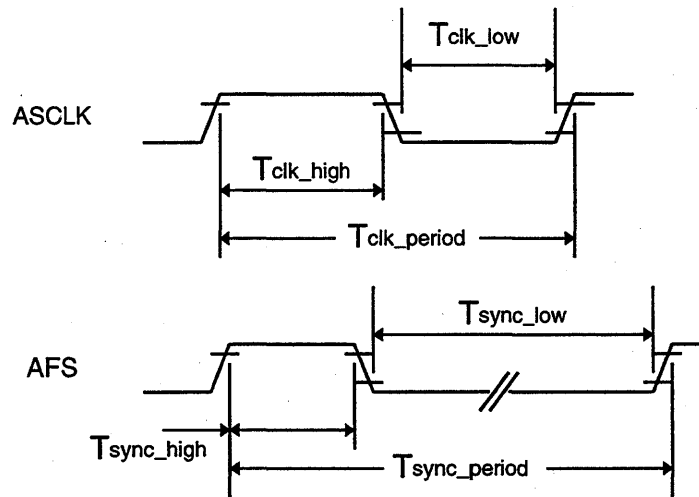 Tclk_low
ASCLK
Tclk_high
Tclk_period
Tsync_low
AFS
Tsync_high
Tsync_period